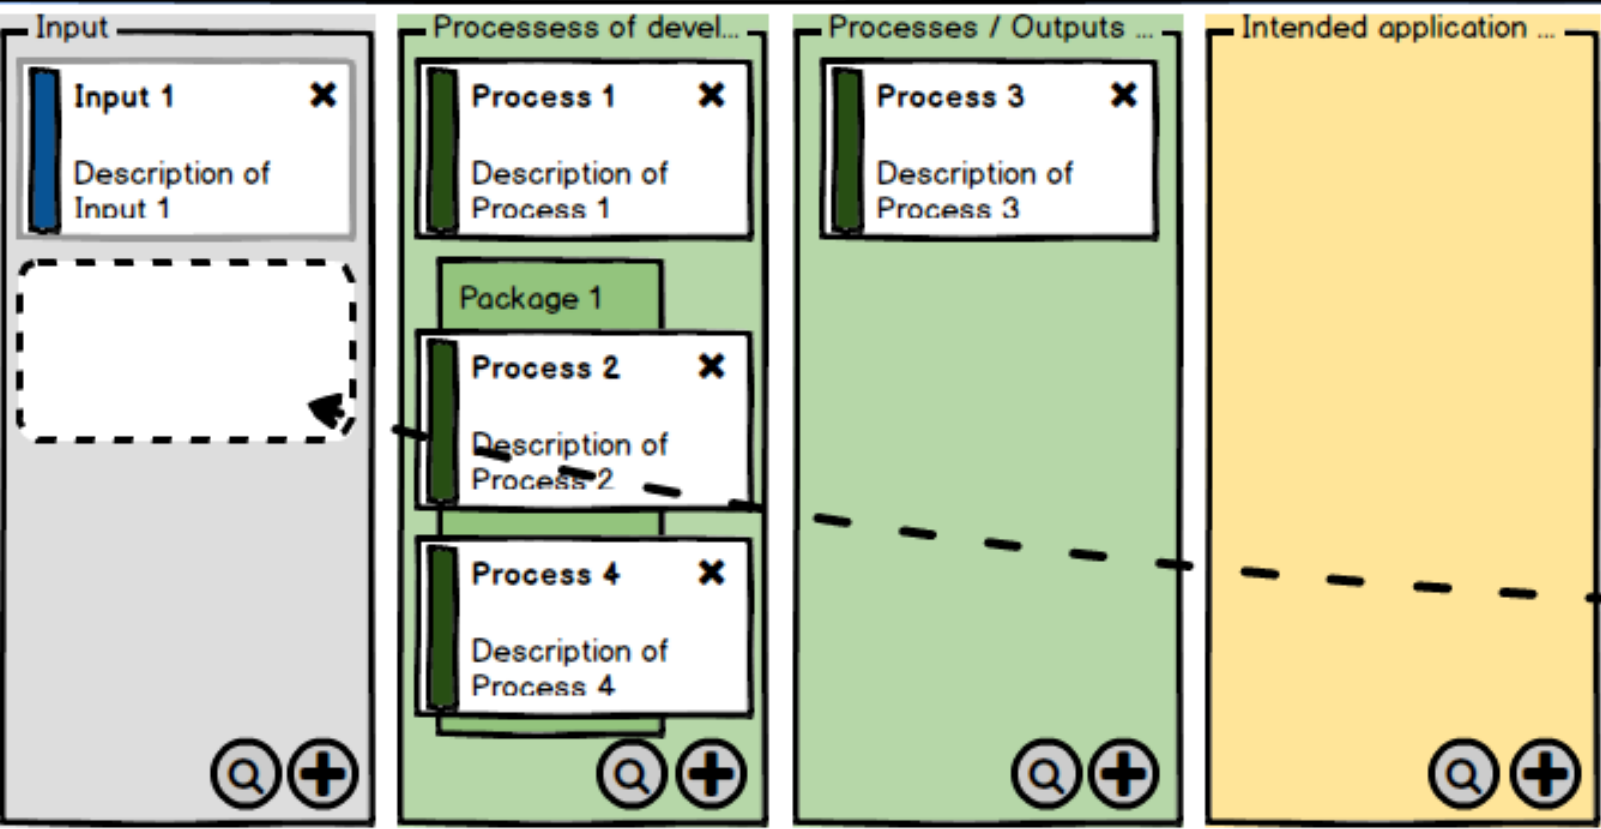 Input
Input 1
Description of
Input 1
Processess of devel...
Process 1
Description of
Process 1
Package 1
Process 2
Description of
Process 2
Process 4
Description of
Process 4
Processes / Outputs ...
Process 3
Description of
Process 3
Intended application ...